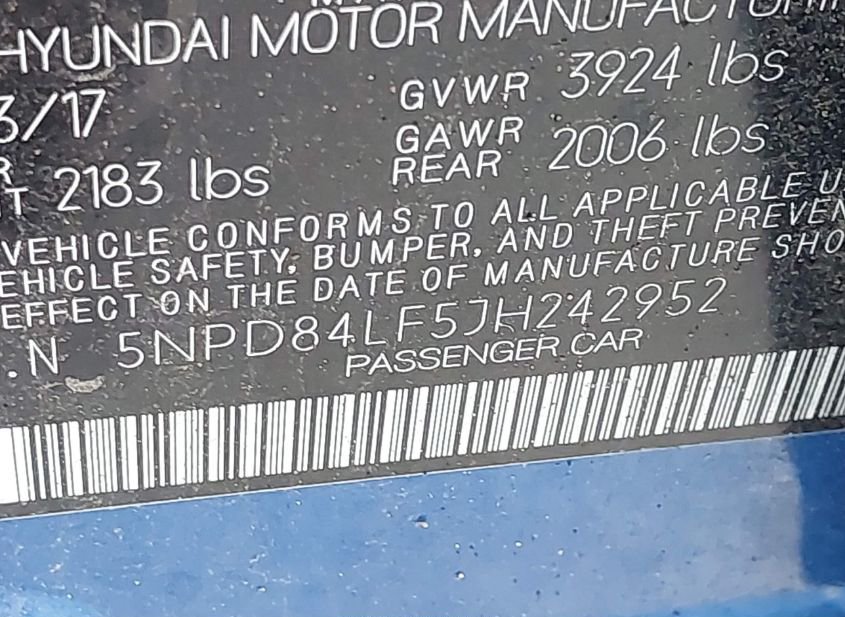 HYUNDAI MOTOR MANUFACTURI
3/17
GVWR 3924 lbs
GAWR
REAR 2006 lbs
2183 lbs
VEHICLE CONFORMS TO ALL APPLICABLE U
EHICLE SAFETY, BUMPER, AND THEFT PREVEN
EFFECT ON THE DATE OF MANUFACTURE SHO
.N 5NPD84LF5JH242952
PASSENGER CAR